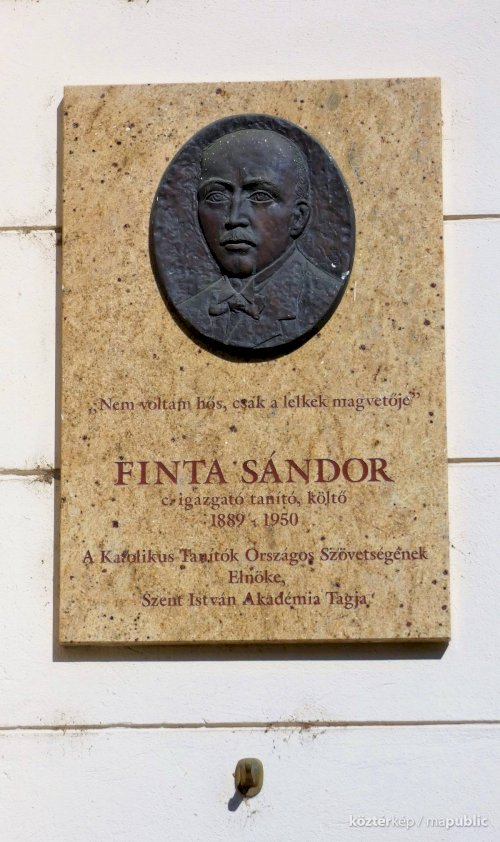 „Nem voltam hős, csak a lelkek magvetője”
FINTA SÁNDOR
c. igazgató tanító, költő
1889 - 1950
A Katolikus Tanítók Országos Szövetségének
Elnöke,
Szent István Akadémia Tagja
köztérkép / mapublic